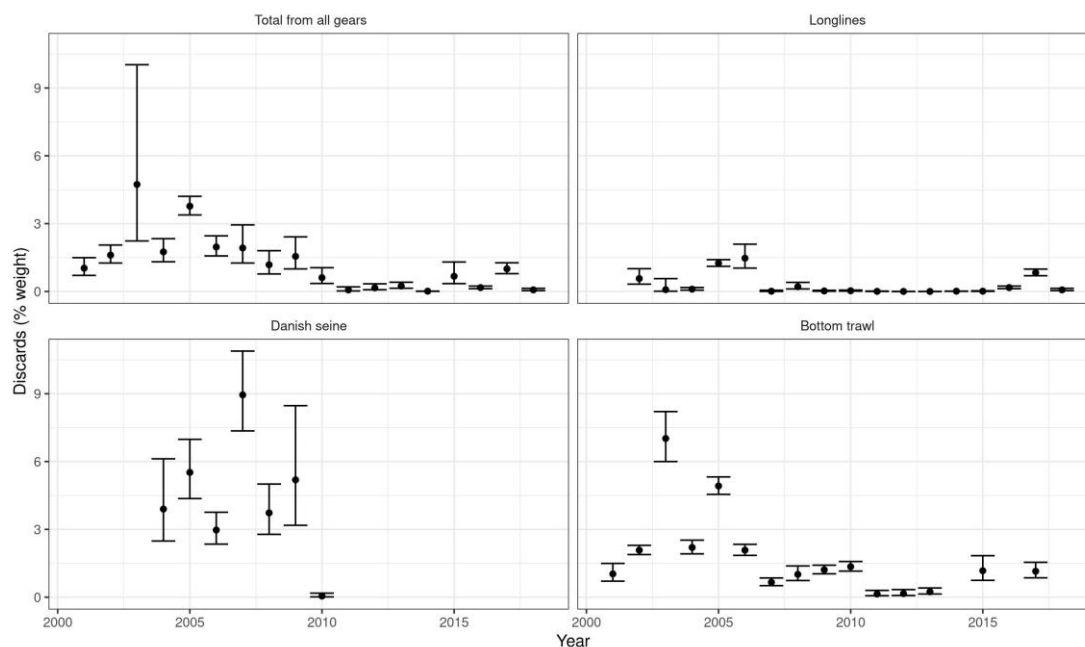 Total from all gears
Longlines
9
6
3
0
Danish seine
Bottom trawl
9
6
3
0
2000 2005 2010 2015
2000 2005 2010 2015
Discards (% weight)
Year